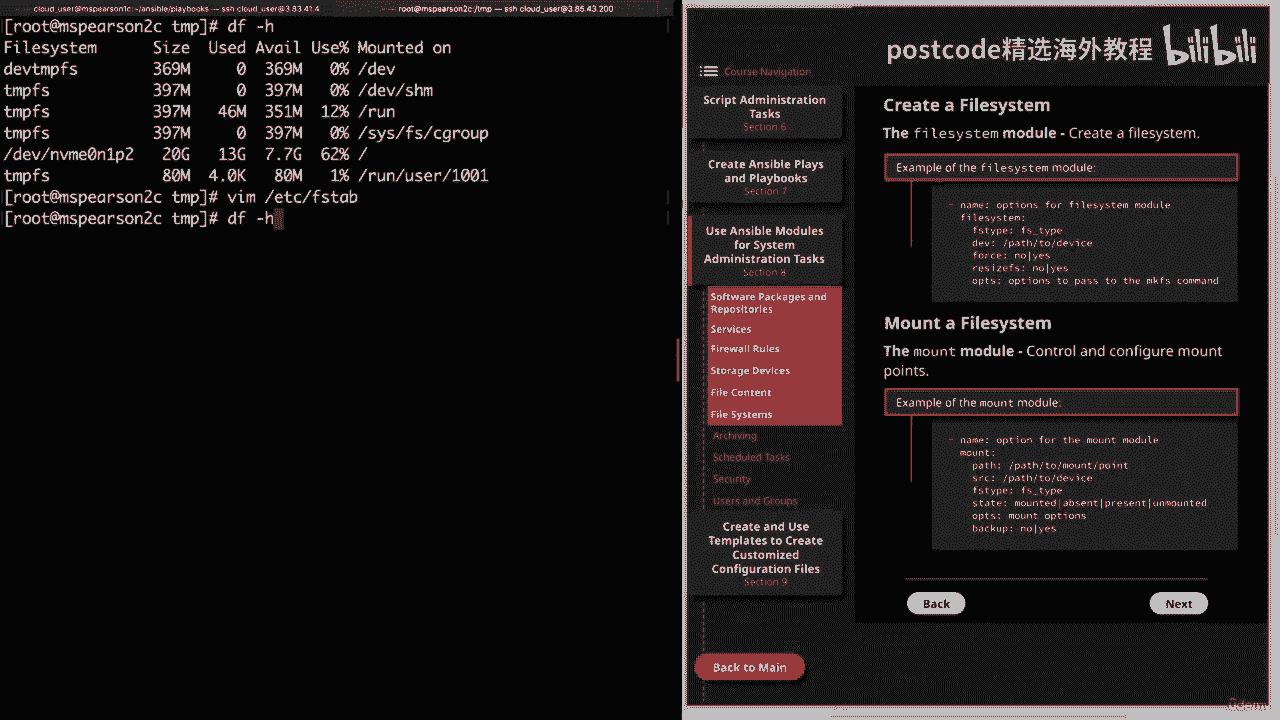 cloud_user@mspearson1c:~/ansible/playbooks — ssh cloud_user@3.83.41.4
root@mspearson2c:/tmp — ssh cloud_user@3.85.43.200
[root@mspearson2c tmp]# df -h
Filesystem Size Used Avail Use% Mounted on
devtmpfs 369M 0 369M 0% /dev
tmpfs 397M 0 397M 0% /dev/shm
tmpfs 397M 46M 351M 12% /run
tmpfs 397M 0 397M 0% /sys/fs/cgroup
/dev/nvme0n1p2 20G 13G 7.7G 62% /
tmpfs 80M 4.0K 80M 1% /run/user/1001
[root@mspearson2c tmp]# vim /etc/fstab
[root@mspearson2c tmp]# df -h
postcode精选海外教程 bilibili
Course Navigation
Script Administration
Tasks
Section 6
Create Ansible Plays
and Playbooks
Section 7
Use Ansible Modules
for System
Administration Tasks
Section 8
Software Packages and
Repositories
Services
Firewall Rules
Storage Devices
File Content
File Systems
Archiving
Scheduled Tasks
Security
Users and Groups
Create and Use
Templates to Create
Customized
Configuration Files
Section 9
Back to Main
Create a Filesystem
The filesystem module - Create a filesystem.
Example of the filesystem module:
- name: options for filesystem module
filesystem:
fstype: fs_type
dev: /path/to/device
force: no|yes
resizefs: no|yes
opts: options to pass to the mkfs command
Mount a Filesystem
The mount module - Control and configure mount
points.
Example of the mount module:
- name: option for the mount module
mount:
path: /path/to/mount/point
src: /path/to/device
fstype: fs_type
state: mounted|absent|present|unmounted
opts: mount options
backup: no|yes
Back
Next
Udemy